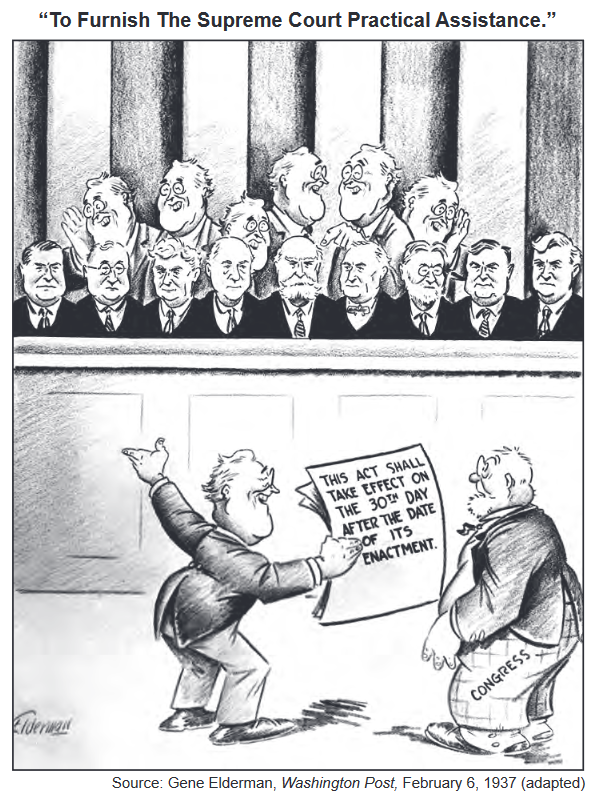 “To Furnish The Supreme Court Practical Assistance.”
THIS ACT SHALL
TAKE EFFECT ON
THE 30TH DAY
AFTER THE DATE
OF ITS
ENACTMENT.
CONGRESS
Elderman
Source: Gene Elderman, Washington Post, February 6, 1937 (adapted)